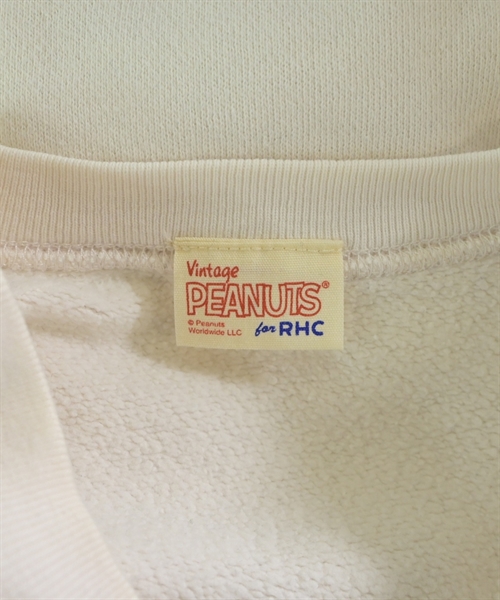 Vintage
PEANUTS®
© Peanuts
Worldwide LLC
for RHC